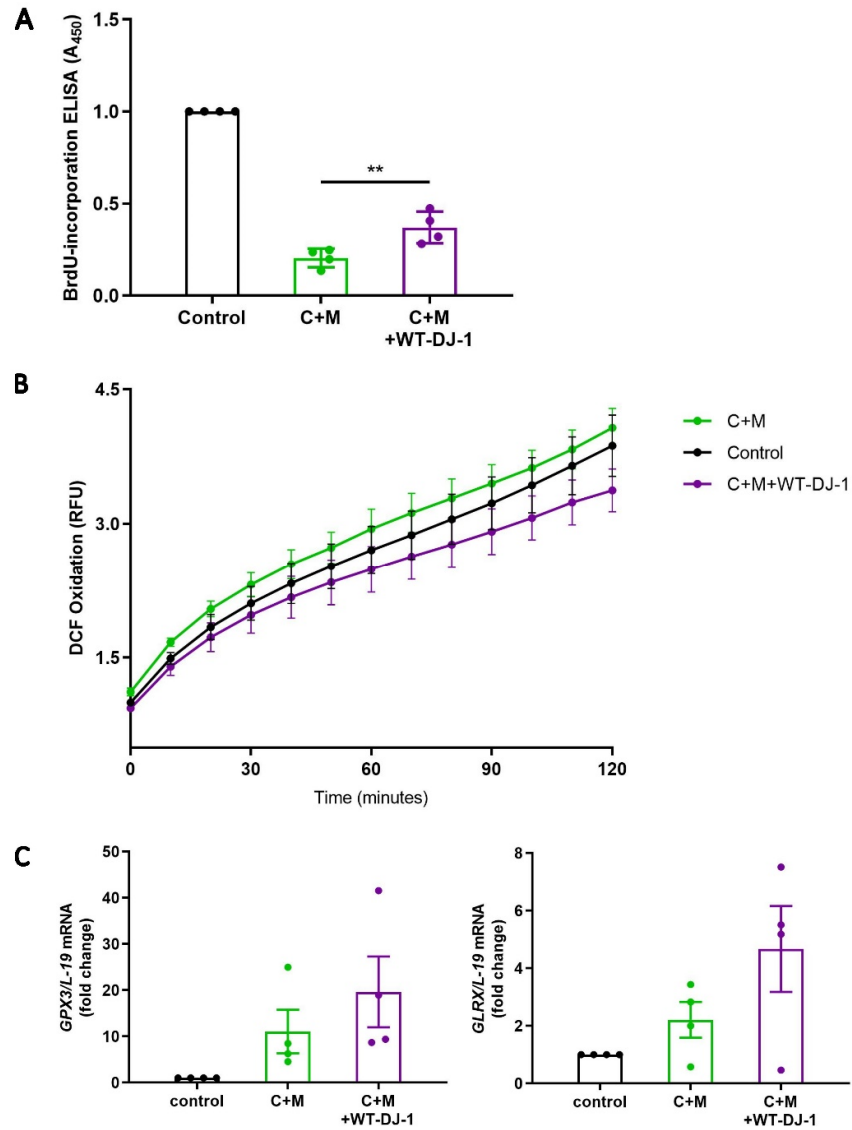 A
BrdU-incorporation ELISA (A450)
1.5
1.0
0.5
0.0
**
Control
C+M
C+M
+WT-DJ-1
B
DCF Oxidation (RFU)
4.5
3.0
1.5
0
30
60
90
120
Time (minutes)
C+M
Control
C+M+WT-DJ-1
C
GPX3/L-19 mRNA
(fold change)
50
40
30
20
10
0
control
C+M
C+M
+WT-DJ-1
GLRX/L-19 mRNA
(fold change)
8
6
4
2
0
control
C+M
C+M
+WT-DJ-1